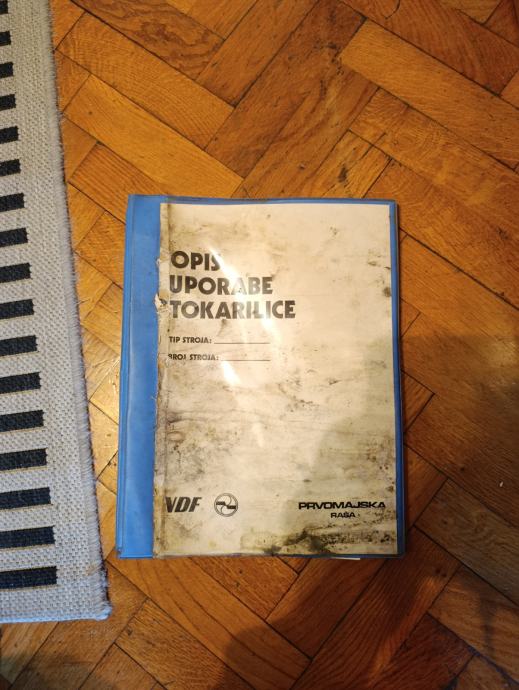 OPIS
UPORABE
TOKARILICE
TIP STROJA:
BROJ STROJA:
VDF
PRVOMAJSKA
RAŠA